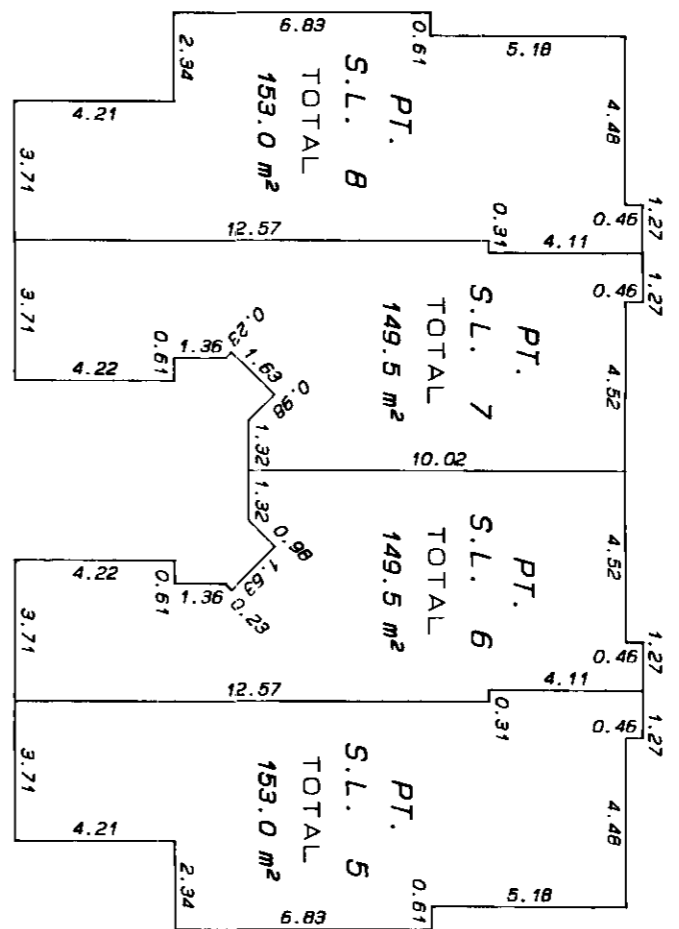 6.83
0.61
5.18
2.34
4.21
PT.
S.L. 8
TOTAL
153.0 m²
4.48
3.71
12.57
0.31
4.11
0.46
1.27
1.27
0.46
3.71
4.22
0.61
1.36
0.23
1.63
0.98
1.32
PT.
S.L. 7
TOTAL
149.5 m²
4.52
10.02
1.32
0.98
1.63
0.23
1.36
0.61
4.22
3.71
PT.
S.L. 6
TOTAL
149.5 m²
4.52
1.27
0.46
4.11
12.57
0.31
0.46
1.27
3.71
4.21
2.34
PT.
S.L. 5
TOTAL
153.0 m²
4.48
0.61
5.18
6.83